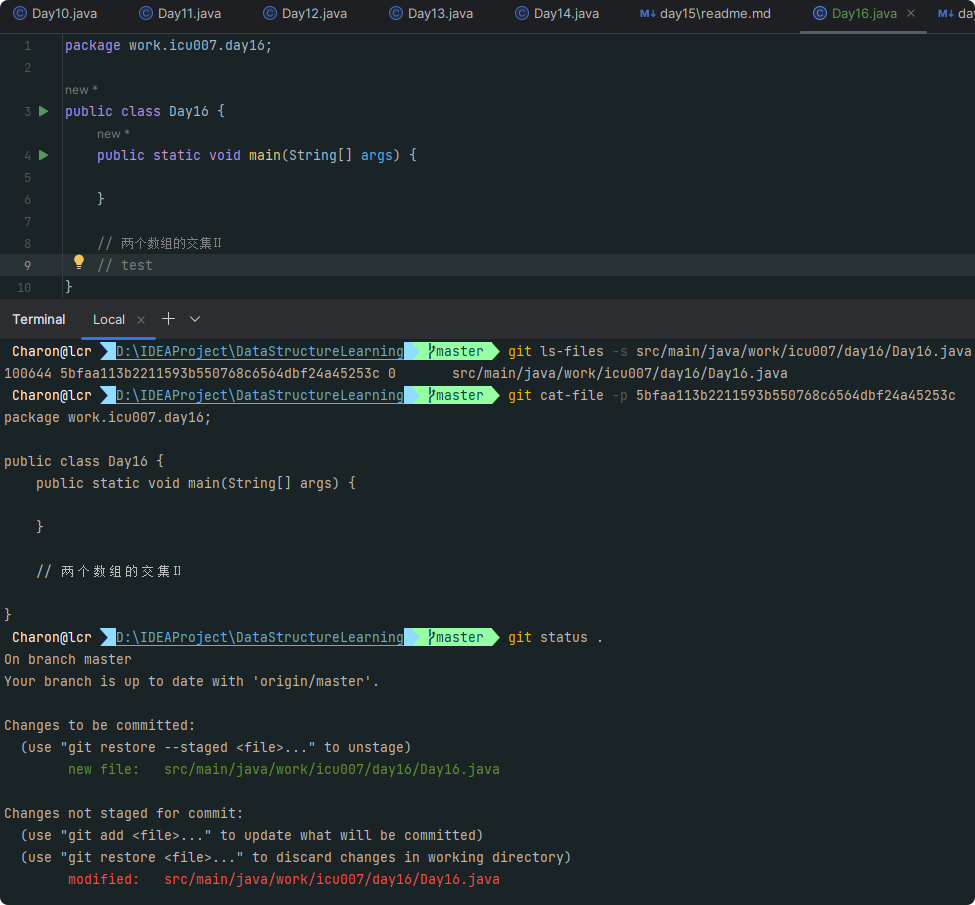 Day10.java Day11.java Day12.java Day13.java Day14.java M↓ day15\readme.md Day16.java × M↓ da
1 package work.icu007.day16;
2
new *
3 public class Day16 {
new *
4 public static void main(String[] args) {
5
6 }
7
8 // 两个数组的交集II
9 // test
10 }
Terminal Local × + 
Charon@lcr D:\IDEAProject\DataStructureLearning master git ls-files -s src/main/java/work/icu007/day16/Day16.java
100644 5bfaa113b2211593b550768c6564dbf24a45253c 0 src/main/java/work/icu007/day16/Day16.java
Charon@lcr D:\IDEAProject\DataStructureLearning master git cat-file -p 5bfaa113b2211593b550768c6564dbf24a45253c
package work.icu007.day16;
public class Day16 {
public static void main(String[] args) {
}
// 两个数组的交集II
}
Charon@lcr D:\IDEAProject\DataStructureLearning master git status .
On branch master
Your branch is up to date with 'origin/master'.
Changes to be committed:
(use "git restore --staged <file>..." to unstage)
new file: src/main/java/work/icu007/day16/Day16.java
Changes not staged for commit:
(use "git add <file>..." to update what will be committed)
(use "git restore <file>..." to discard changes in working directory)
modified: src/main/java/work/icu007/day16/Day16.java